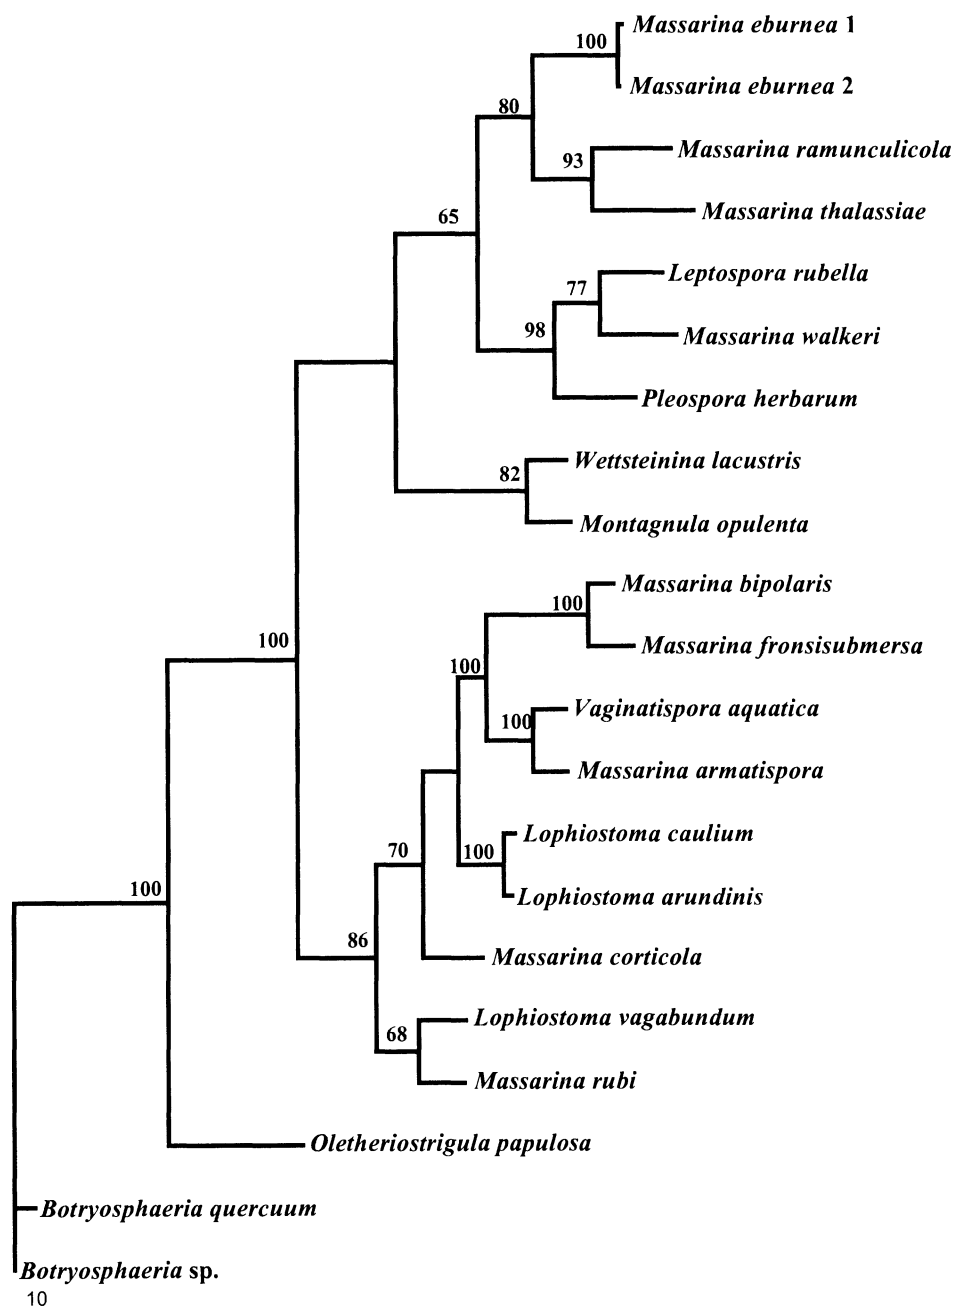 Massarina eburnea 1
100
Massarina eburnea 2
80
Massarina ramunculicola
93
Massarina thalassiae
65
Leptospora rubella
77
Massarina walkeri
98
Pleospora herbarum
Wettsteinina lacustris
82
Montagnula opulenta
Massarina bipolaris
100
Massarina fronsisubmersa
100
100
Vaginatispora aquatica
100
Massarina armatispora
Lophiostoma caulium
70
100
Lophiostoma arundinis
100
86
Massarina corticola
Lophiostoma vagabundum
68
Massarina rubi
Oletheriostrigula papulosa
Botryosphaeria quercuum
Botryosphaeria sp.
10